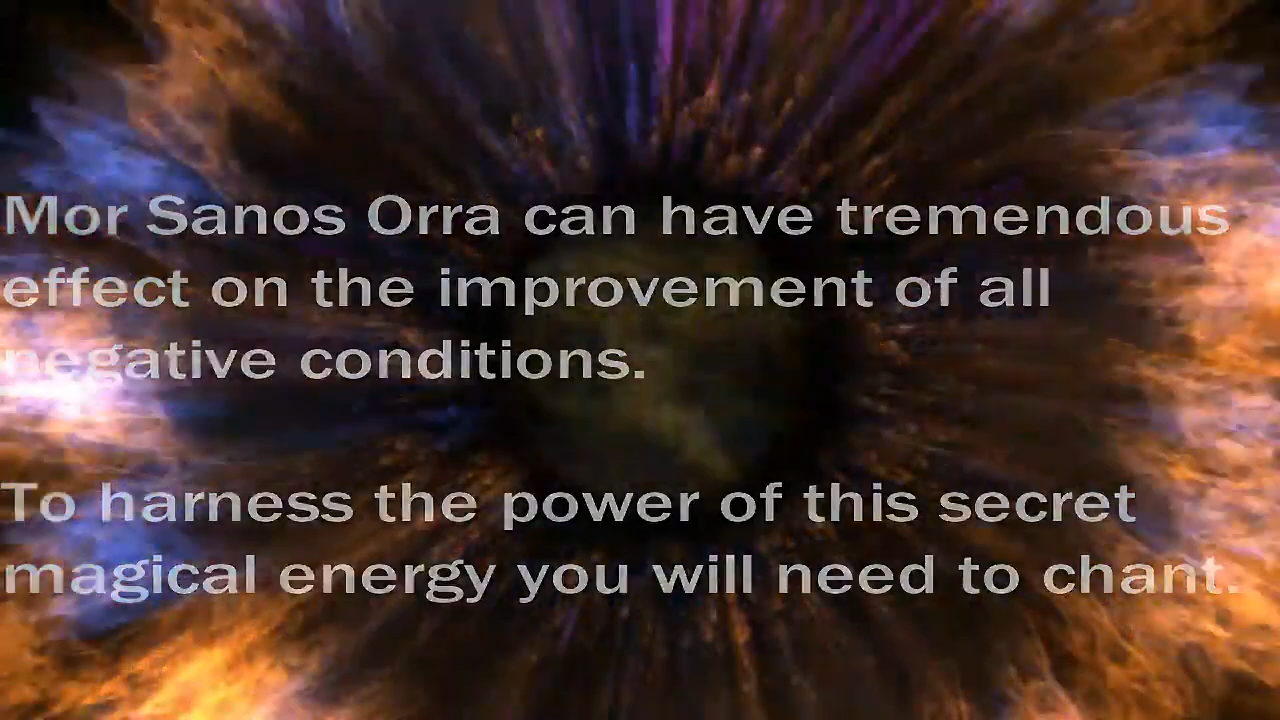 Mor Sanos Orra can have tremendous
effect on the improvement of all
negative conditions.
To harness the power of this secret
magical energy you will need to chant.